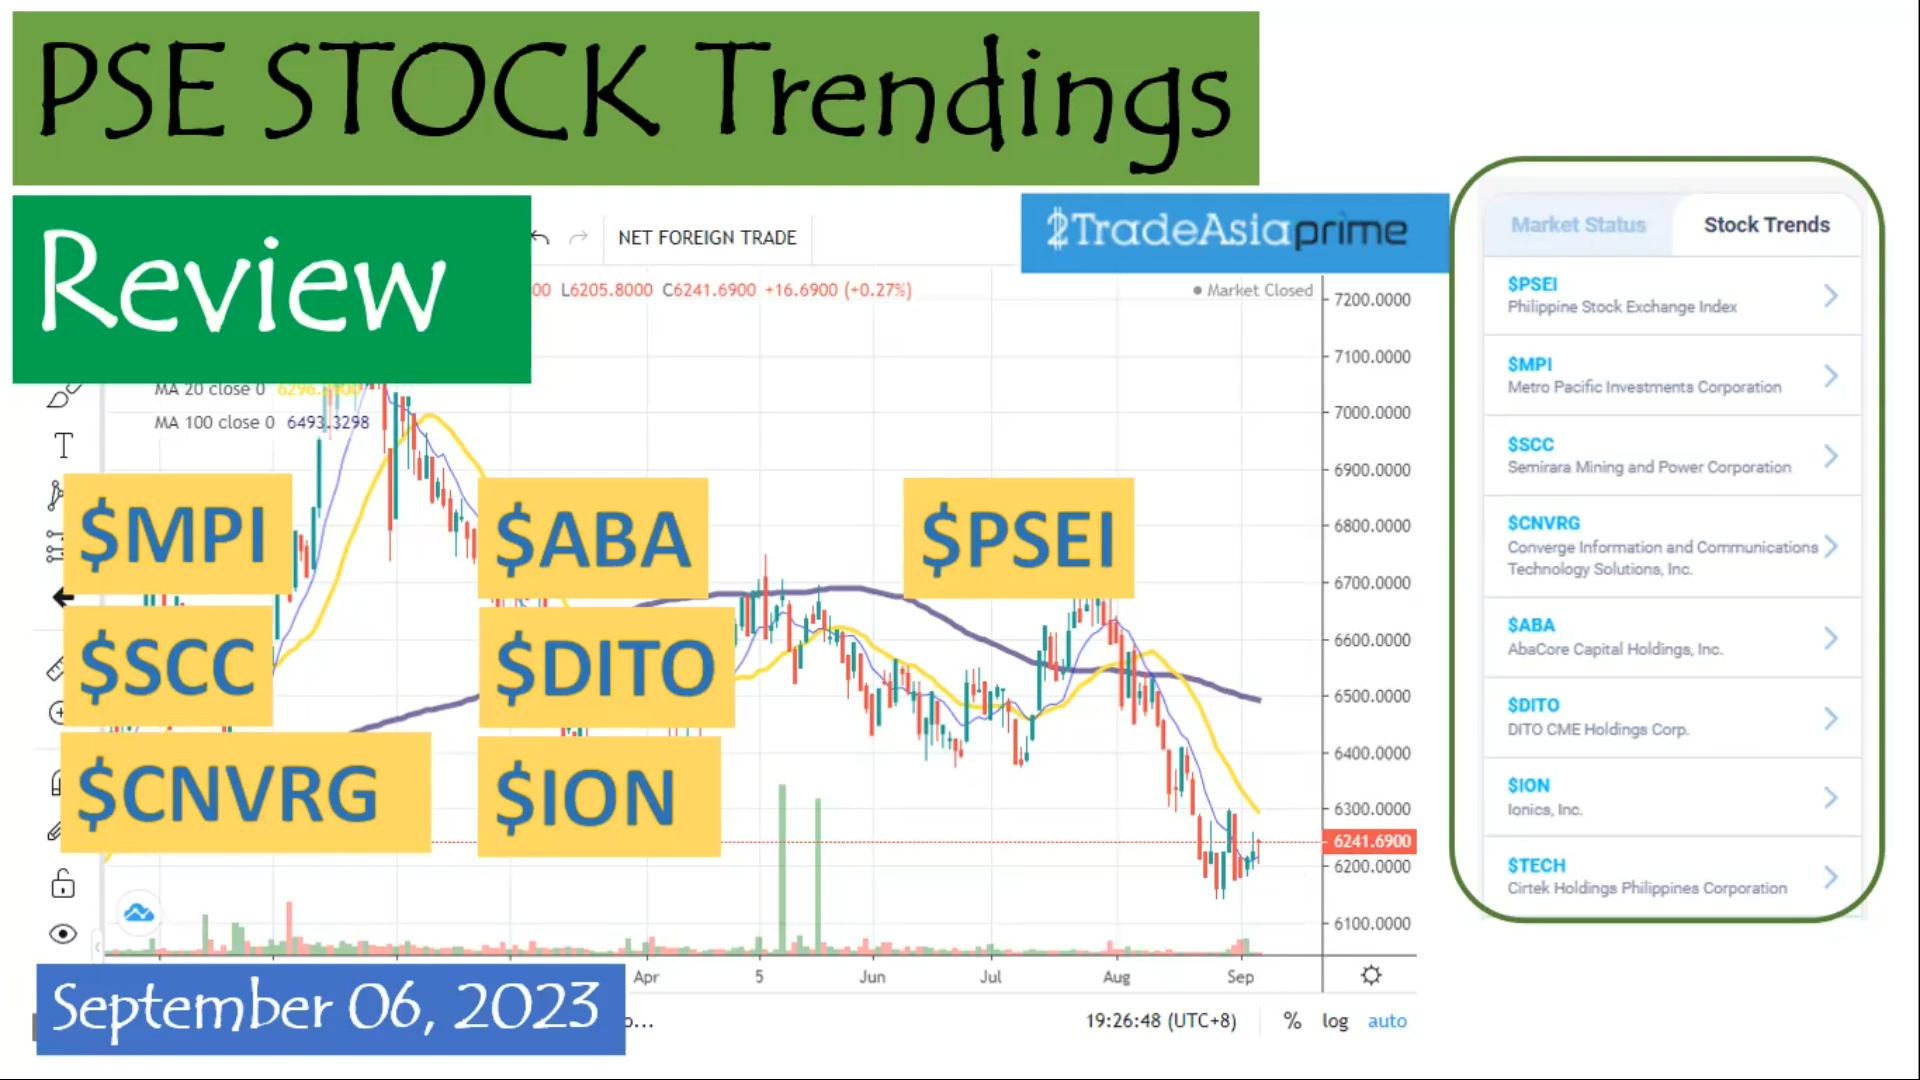 PSE STOCK Trendings
Review
NET FOREIGN TRADE
TradeAsiaprime
00 L6205.8000 C6241.6900 +16.6900 (+0.27%)
Market Closed
MA 20 close 0
MA 100 close 0 6493.3298
$MPI
$SCC
$CNVRG
$ABA
$DITO
$ION
$PSEI
7200.0000
7100.0000
7000.0000
6900.0000
6800.0000
6700.0000
6600.0000
6500.0000
6400.0000
6300.0000
6241.6900
6200.0000
6100.0000
Apr 5 Jun Jul Aug Sep
September 06, 2023
19:26:48 (UTC+8) % log auto
Market Status Stock Trends
$PSEI
Philippine Stock Exchange Index
$MPI
Metro Pacific Investments Corporation
$SCC
Semirara Mining and Power Corporation
$CNVRG
Converge Information and Communications
Technology Solutions, Inc.
$ABA
AbaCore Capital Holdings, Inc.
$DITO
DITO CME Holdings Corp.
$ION
Ionics, Inc.
$TECH
Cirtek Holdings Philippines Corporation